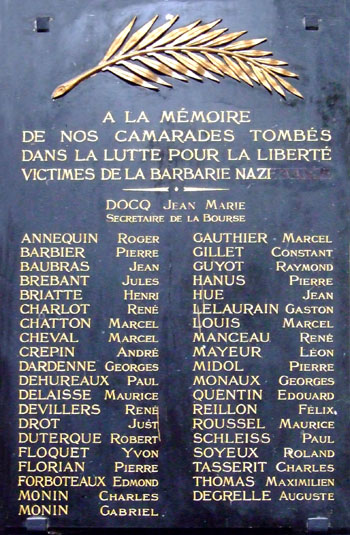 A LA MÉMOIRE
DE NOS CAMARADES TOMBÉS
DANS LA LUTTE POUR LA LIBERTÉ
VICTIMES DE LA BARBARIE NAZI
DOCQ JEAN MARIE
SECRETAIRE DE LA BOURSE
ANNEQUIN ROGER
BARBIER PIERRE
BAUBRAS JEAN
BREBANT JULES
BRIATTE HENRI
CHARLOT RENÉ
CHATTON MARCEL
CHEVAL MARCEL
CREPIN ANDRÉ
DARDENNE GEORGES
DEHUREAUX PAUL
DELAISSE MAURICE
DEVILLERS RENÉ
DROT JUST
DUTERQUE ROBERT
FLOQUET YVON
FLORIAN PIERRE
FORBOTEAUX EDMOND
MONIN CHARLES
MONIN GABRIEL
GAUTHIER MARCEL
GILLET CONSTANT
GUYOT RAYMOND
HANUS PIERRE
HUE JEAN
LELAURAIN GASTON
LOUIS MARCEL
MANCEAU RENÉ
MAYEUR LÉON
MIDOL PIERRE
MONAUX GEORGES
QUENTIN EDOUARD
REILLON FÉLIX
ROUSSEL MAURICE
SCHLEISS PAUL
SOYEUX ROLAND
TASSERIT CHARLES
THOMAS MAXIMILIEN
DEGRELLE AUGUSTE